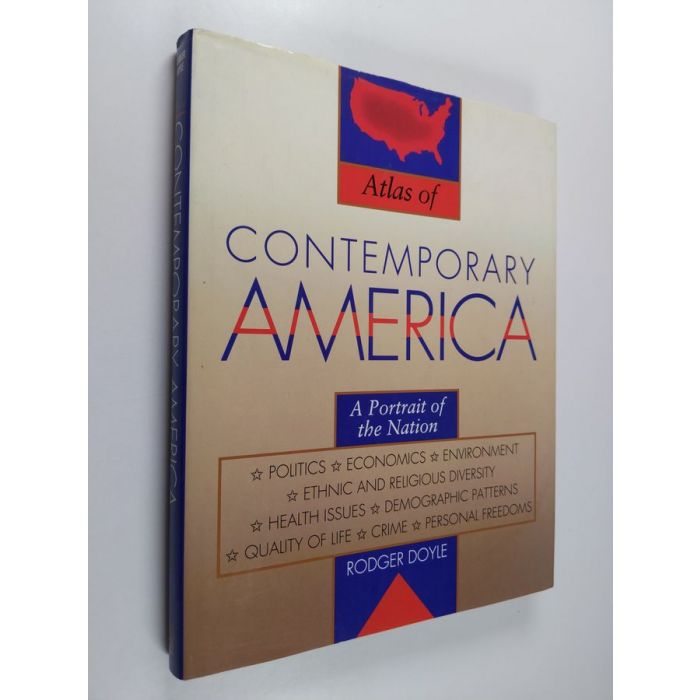 Atlas of
CONTEMPORARY
AMERICA
A Portrait of
the Nation
☆ POLITICS ☆ ECONOMICS ☆ ENVIRONMENT
☆ ETHNIC AND RELIGIOUS DIVERSITY
☆ HEALTH ISSUES ☆ DEMOGRAPHIC PATTERNS
☆ QUALITY OF LIFE ☆ CRIME ☆ PERSONAL FREEDOMS
RODGER DOYLE
CONTEMPORARY AMERICA